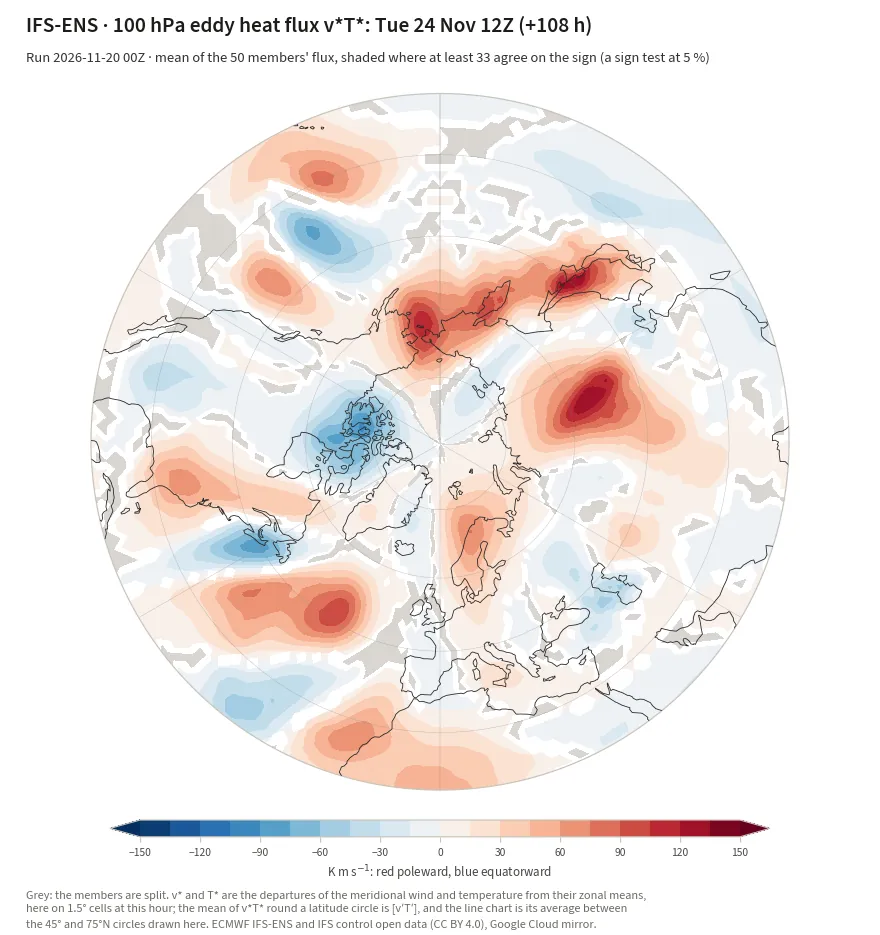 IFS-ENS · 100 hPa eddy heat flux v*T*: Tue 24 Nov 12Z (+108 h)
Run 2026-11-20 00Z · mean of the 50 members' flux, shaded where at least 33 agree on the sign (a sign test at 5 %)
−150 −120 −90 −60 −30 0 30 60 90 120 150
K m s⁻¹: red poleward, blue equatorward
Grey: the members are split. v* and T* are the departures of the meridional wind and temperature from their zonal means,
here on 1.5° cells at this hour; the mean of v*T* round a latitude circle is [v′T′], and the line chart is its average between
the 45° and 75°N circles drawn here. ECMWF IFS-ENS and IFS control open data (CC BY 4.0), Google Cloud mirror.